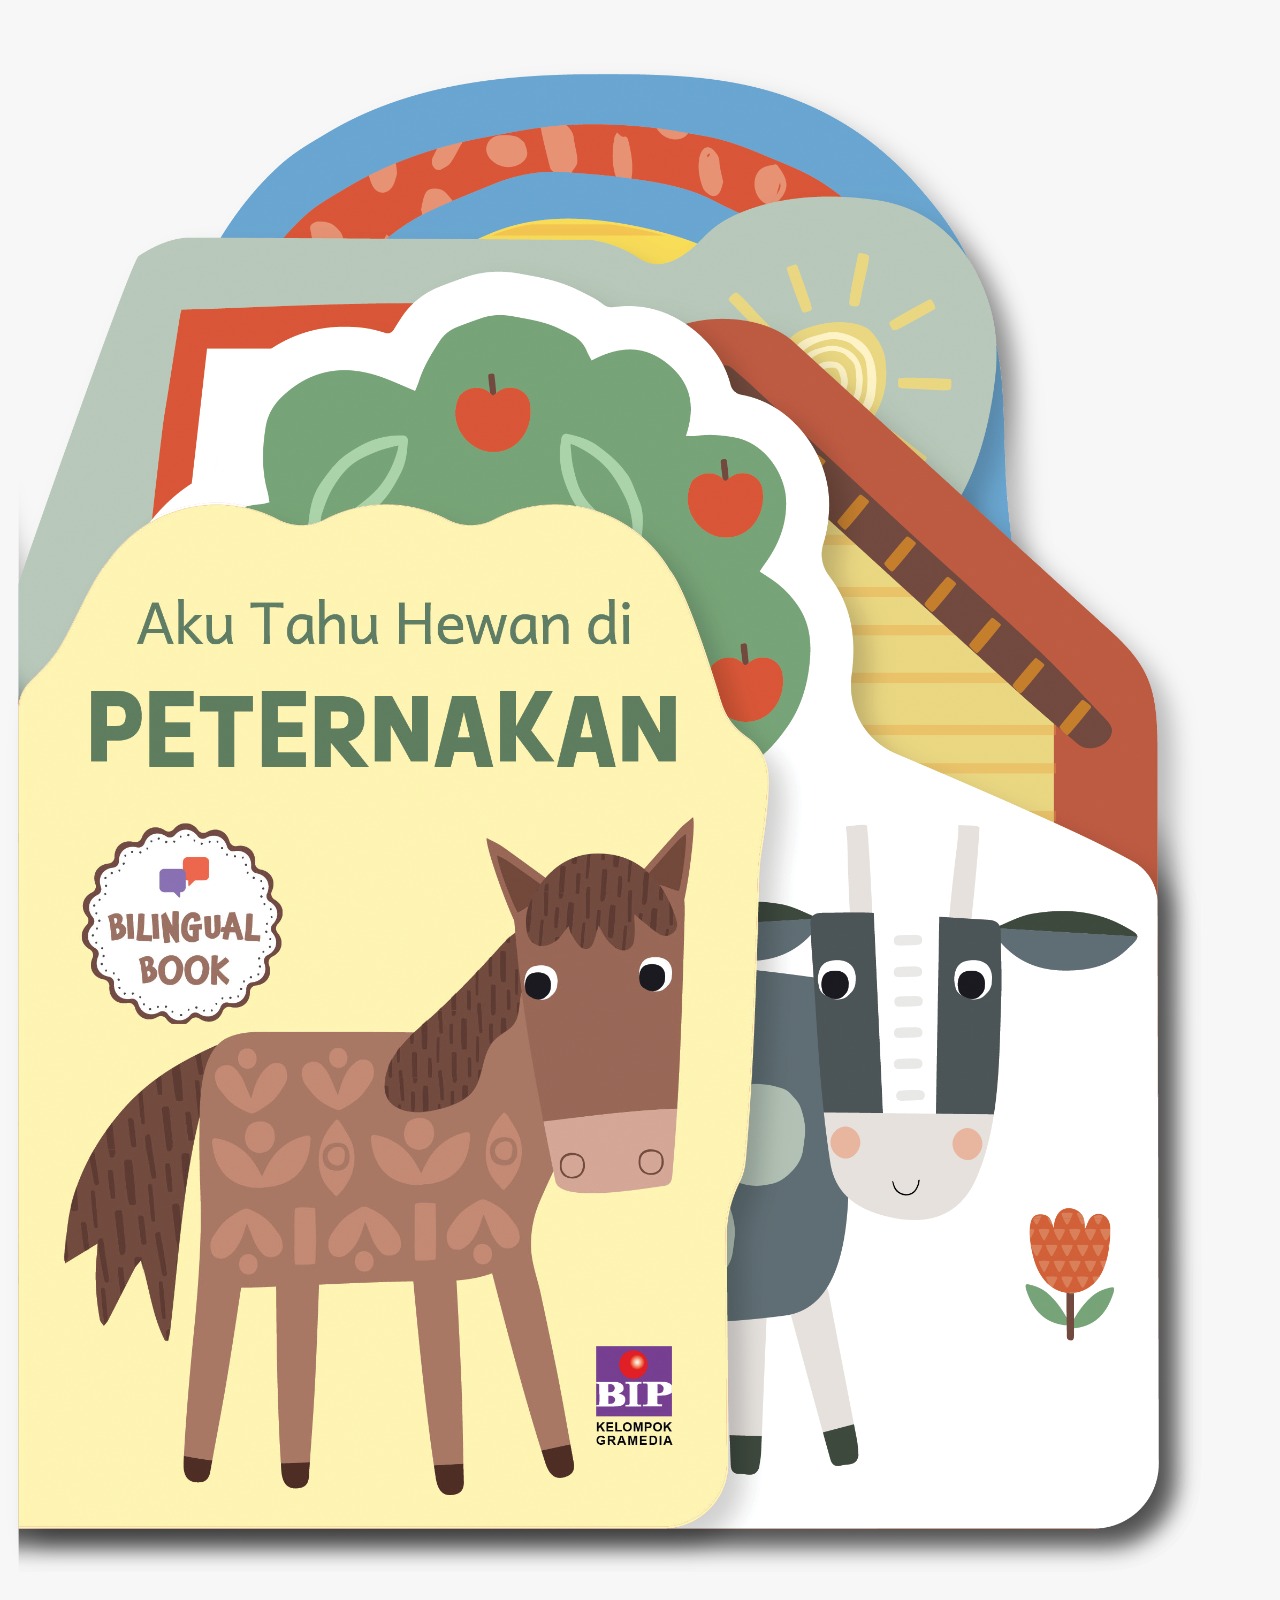 Aku Tahu Hewan di
PETERNAKAN
BILINGUAL
BOOK
BIP
KELOMPOK
GRAMEDIA